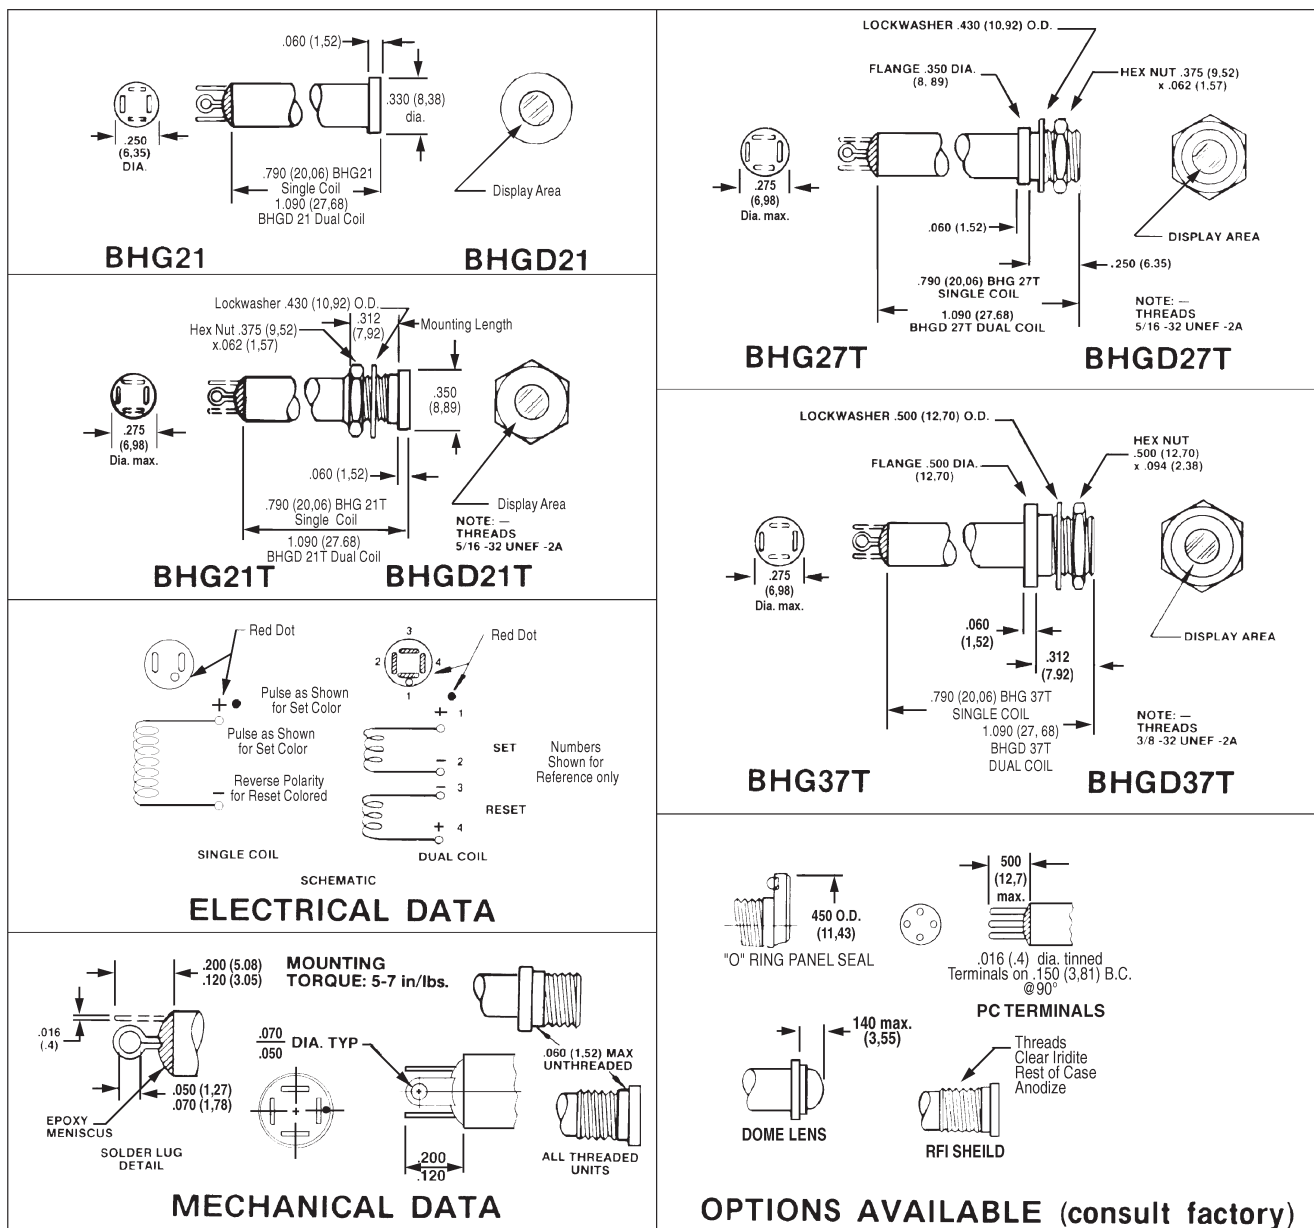 .060 (1,52)
.330 (8,38)
dia.
.250
(6,35)
DIA.
.790 (20,06) BHG21
Single Coil
1.090 (27,68)
BHGD 21 Dual Coil
Display Area
BHG21
BHGD21
Lockwasher .430 (10,92) O.D.
.312
(7,92)
Mounting Length
Hex Nut .375 (9,52)
x.062 (1,57)
.350
(8,89)
.275
(6,98)
Dia. max.
.060 (1,52)
.790 (20,06) BHG 21T
Single Coil
1.090 (27.68)
BHGD 21T Dual Coil
Display Area
NOTE: —
THREADS
5/16 -32 UNEF -2A
BHG21T
BHGD21T
Red Dot
+
Pulse as Shown
for Set Color
Pulse as Shown
for Set Color
–
Reverse Polarity
for Reset Colored
SINGLE COIL
3
2
4
1
Red Dot
+ 1
SET
– 2
– 3
RESET
+ 4
Numbers
Shown for
Reference only
DUAL COIL
SCHEMATIC
ELECTRICAL DATA
.200 (5.08)
.120 (3.05)
MOUNTING
TORQUE: 5-7 in/lbs.
.016
(.4)
.050 (1,27)
.070 (1,78)
EPOXY
MENISCUS
SOLDER LUG
DETAIL
.070
.050
DIA. TYP
.200
.120
.060 (1,52) MAX
UNTHREADED
ALL THREADED
UNITS
MECHANICAL DATA
LOCKWASHER .430 (10,92) O.D.
FLANGE .350 DIA.
(8, 89)
HEX NUT .375 (9,52)
x .062 (1.57)
.275
(6,98)
Dia. max.
.060 (1.52)
DISPLAY AREA
.250 (6.35)
.790 (20,06) BHG 27T
SINGLE COIL
1.090 (27.68)
BHGD 27T DUAL COIL
NOTE: —
THREADS
5/16 -32 UNEF -2A
BHG27T
BHGD27T
LOCKWASHER .500 (12,70) O.D.
FLANGE .500 DIA.
(12,70)
HEX NUT
.500 (12,70)
x .094 (2.38)
.275
(6,98)
Dia. max.
.060
(1,52)
DISPLAY AREA
.312
(7.92)
.790 (20,06) BHG 37T
SINGLE COIL
1.090 (27, 68)
BHGD 37T
DUAL COIL
NOTE: —
THREADS
3/8 -32 UNEF -2A
BHG37T
BHGD37T
450 O.D.
(11,43)
"O" RING PANEL SEAL
500
(12,7)
max.
.016 (.4) dia. tinned
Terminals on .150 (3,81) B.C.
@90°
PC TERMINALS
140 max.
(3,55)
DOME LENS
Threads
Clear Iridite
Rest of Case
Anodize
RFI SHEILD
OPTIONS AVAILABLE (consult factory)